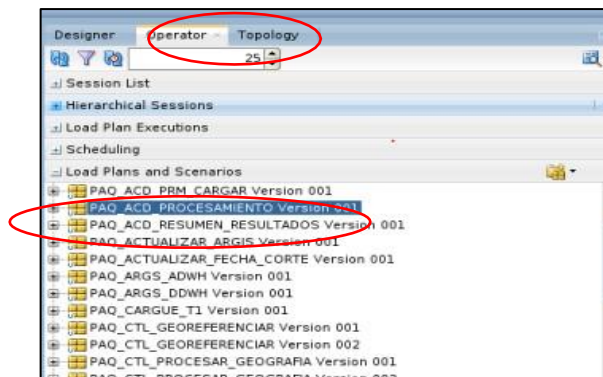 Designer Operator Topology
25
Session List
Hierarchical Sessions
Load Plan Executions
Scheduling
Load Plans and Scenarios
PAQ_ACD_PRM_CARGAR Version 001
PAQ_ACD_PROCESAMIENTO Version 001
PAQ_ACD_RESUMEN_RESULTADOS Version 001
PAQ_ACTUALIZAR_ARGIS Version 001
PAQ_ACTUALIZAR_FECHA_CORTE Version 001
PAQ_ARGS_ADWH Version 001
PAQ_ARGS_DDWH Version 001
PAQ_CARGUE_T1 Version 001
PAQ_CTL_GEOREFERENCIAR Version 001
PAQ_CTL_GEOREFERENCIAR Version 002
PAQ_CTL_PROCESAR_GEOGRAFIA Version 001